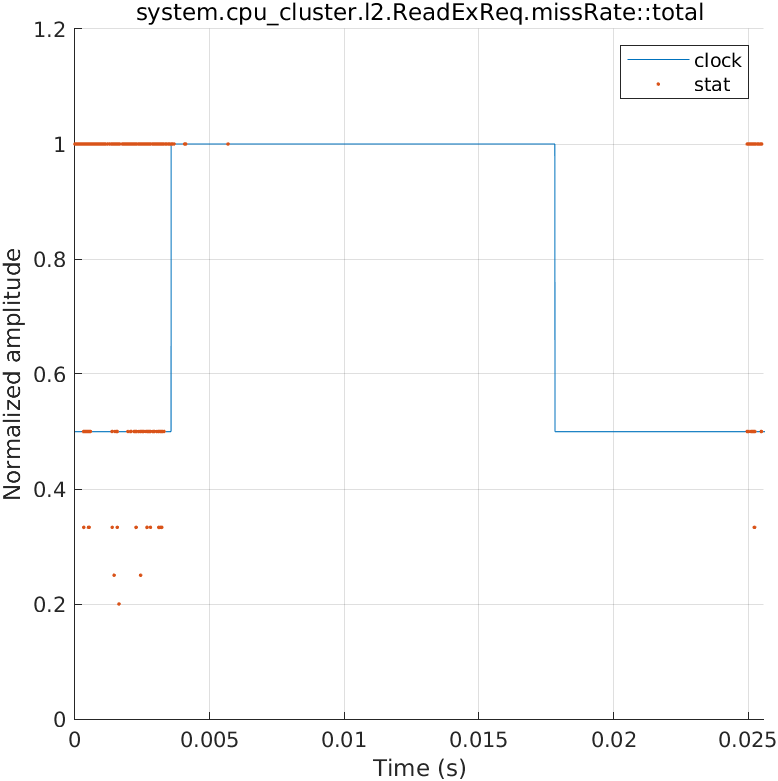 system.cpu_cluster.l2.ReadExReq.missRate::total
clock
stat
Normalized amplitude
1.2
1
0.8
0.6
0.4
0.2
0
0 0.005 0.01 0.015 0.02 0.025
Time (s)